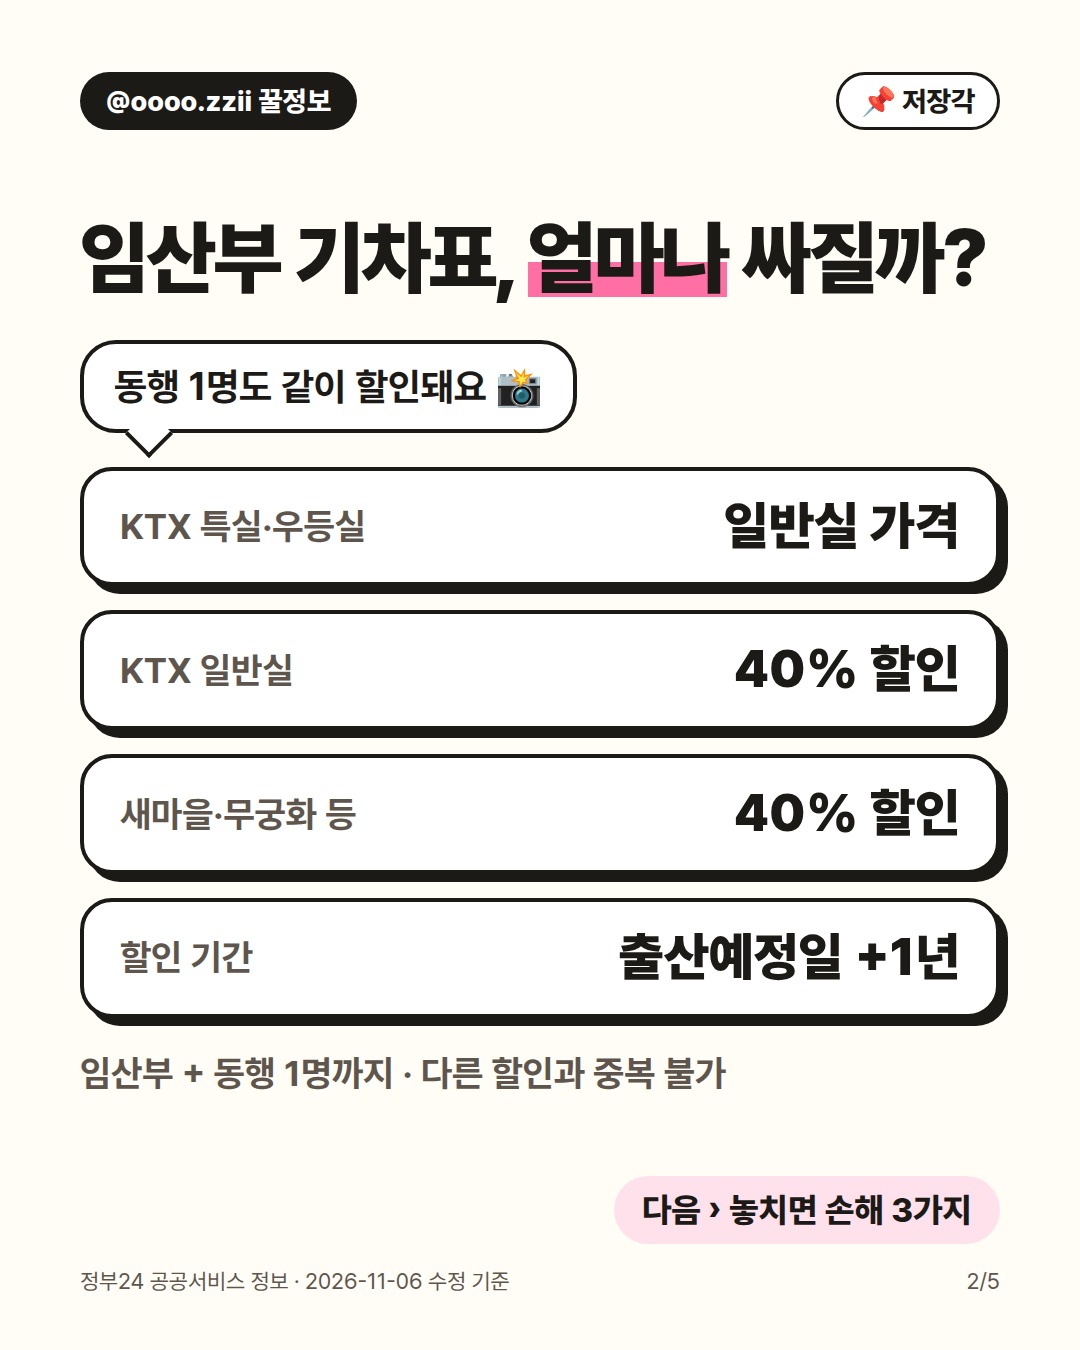 @oooo.zzii 꿀정보
📌 저장각
임산부 기차표, 얼마나 싸질까?
동행 1명도 같이 할인돼요 📸
KTX 특실·우등실 일반실 가격
KTX 일반실 40% 할인
새마을·무궁화 등 40% 할인
할인 기간 출산예정일 +1년
임산부 + 동행 1명까지 · 다른 할인과 중복 불가
다음 › 놓치면 손해 3가지
정부24 공공서비스 정보 · 2026-11-06 수정 기준
2/5